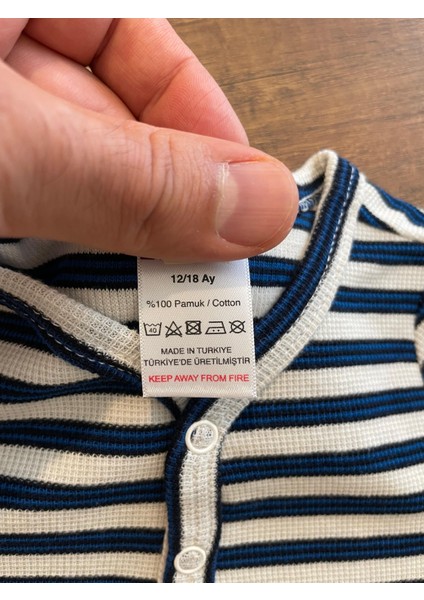 12/18 Ay
%100 Pamuk / Cotton
40
MADE IN TURKIYE
TÜRKİYE'DE ÜRETİLMİŞTİR
KEEP AWAY FROM FIRE